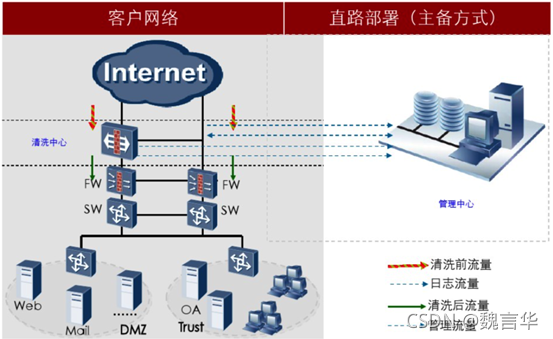 客户网络
直路部署（主备方式）
Internet
清洗中心
FW
FW
SW
SW
管理中心
Web
Mail
......
DMZ
OA
Trust
清洗前流量
日志流量
清洗后流量
管理流量
CSDN @魏言华